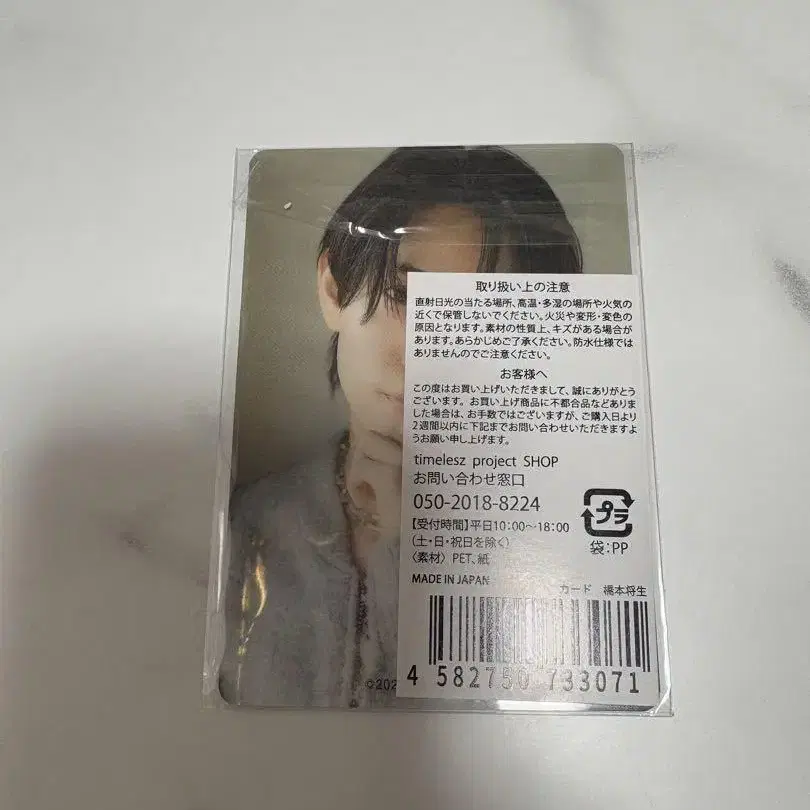 取り扱い上の注意
直射日光の当たる場所、高温・多湿の場所や火気の
近くで保管しないでください。火災や変形・変色の
原因となります。素材の性質上、キズがある場合が
あります。あらかじめご了承ください。防水仕様では
ありませんのでご注意ください。
お客様へ
この度はお買い上げいただきまして、誠にありがとう
ございます。お買い上げ商品に不都合品などありま
した場合は、お手数ではございますが、ご購入日より
2週間以内に下記までお問い合わせいただきますよ
うお願い申し上げます。
timelesz project SHOP
お問い合わせ窓口
050-2018-8224
【受付時間】平日10:00〜18:00
(土・日・祝日を除く)
〈素材〉PET、紙
プラ
袋:PP
MADE IN JAPAN
カード 橋本将生
4 582750 733071